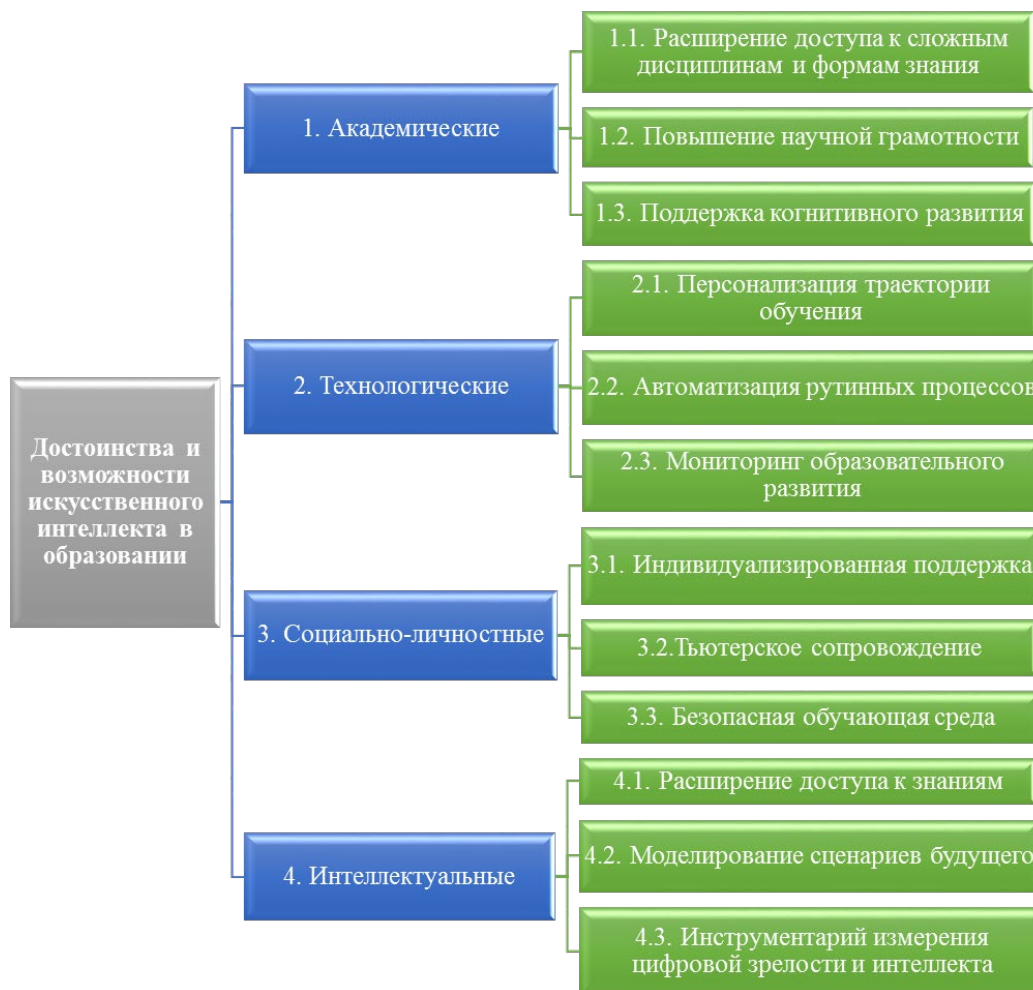 Достоинства и
возможности
искусственного
интеллекта в
образовании
1. Академические
1.1. Расширение доступа к сложным
дисциплинам и формам знания
1.2. Повышение научной грамотности
1.3. Поддержка когнитивного развития
2. Технологические
2.1. Персонализация траектории
обучения
2.2. Автоматизация рутинных процессов
2.3. Мониторинг образовательного
развития
3. Социально-личностные
3.1. Индивидуализированная поддержка
3.2.Тьютерское сопровождение
3.3. Безопасная обучающая среда
4. Интеллектуальные
4.1. Расширение доступа к знаниям
4.2. Моделирование сценариев будущего
4.3. Инструментарий измерения
цифровой зрелости и интеллекта